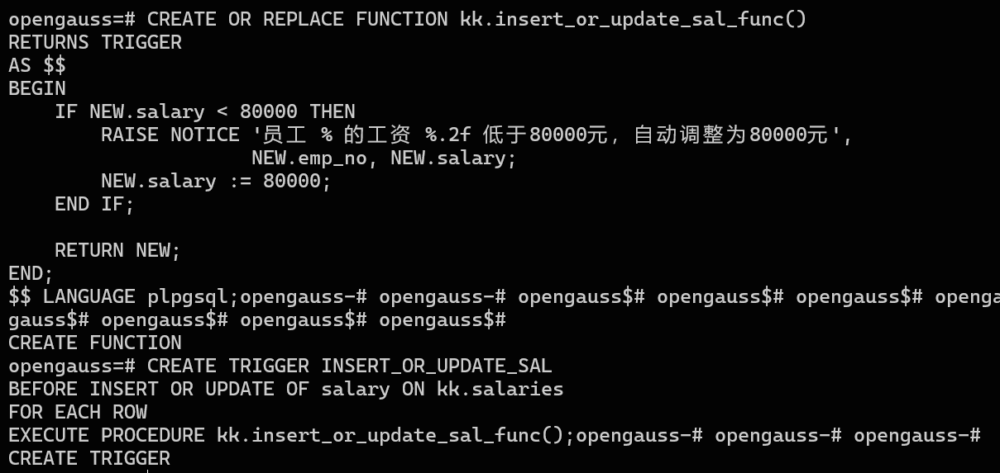 opengauss=# CREATE OR REPLACE FUNCTION kk.insert_or_update_sal_func()
RETURNS TRIGGER
AS $$
BEGIN
    IF NEW.salary < 80000 THEN
        RAISE NOTICE '员工 % 的工资 %.2f 低于80000元，自动调整为80000元',
                     NEW.emp_no, NEW.salary;
        NEW.salary := 80000;
    END IF;

    RETURN NEW;
END;
$$ LANGUAGE plpgsql;opengauss-# opengauss-# opengauss$# opengauss$# opengauss$# openga
gauss$# opengauss$# opengauss$# opengauss$#
CREATE FUNCTION
opengauss=# CREATE TRIGGER INSERT_OR_UPDATE_SAL
BEFORE INSERT OR UPDATE OF salary ON kk.salaries
FOR EACH ROW
EXECUTE PROCEDURE kk.insert_or_update_sal_func();opengauss-# opengauss-# opengauss-#
CREATE TRIGGER